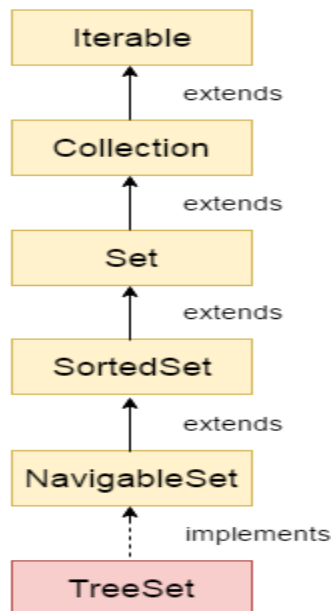 Iterable
extends
Collection
extends
Set
extends
SortedSet
extends
NavigableSet
implements
TreeSet